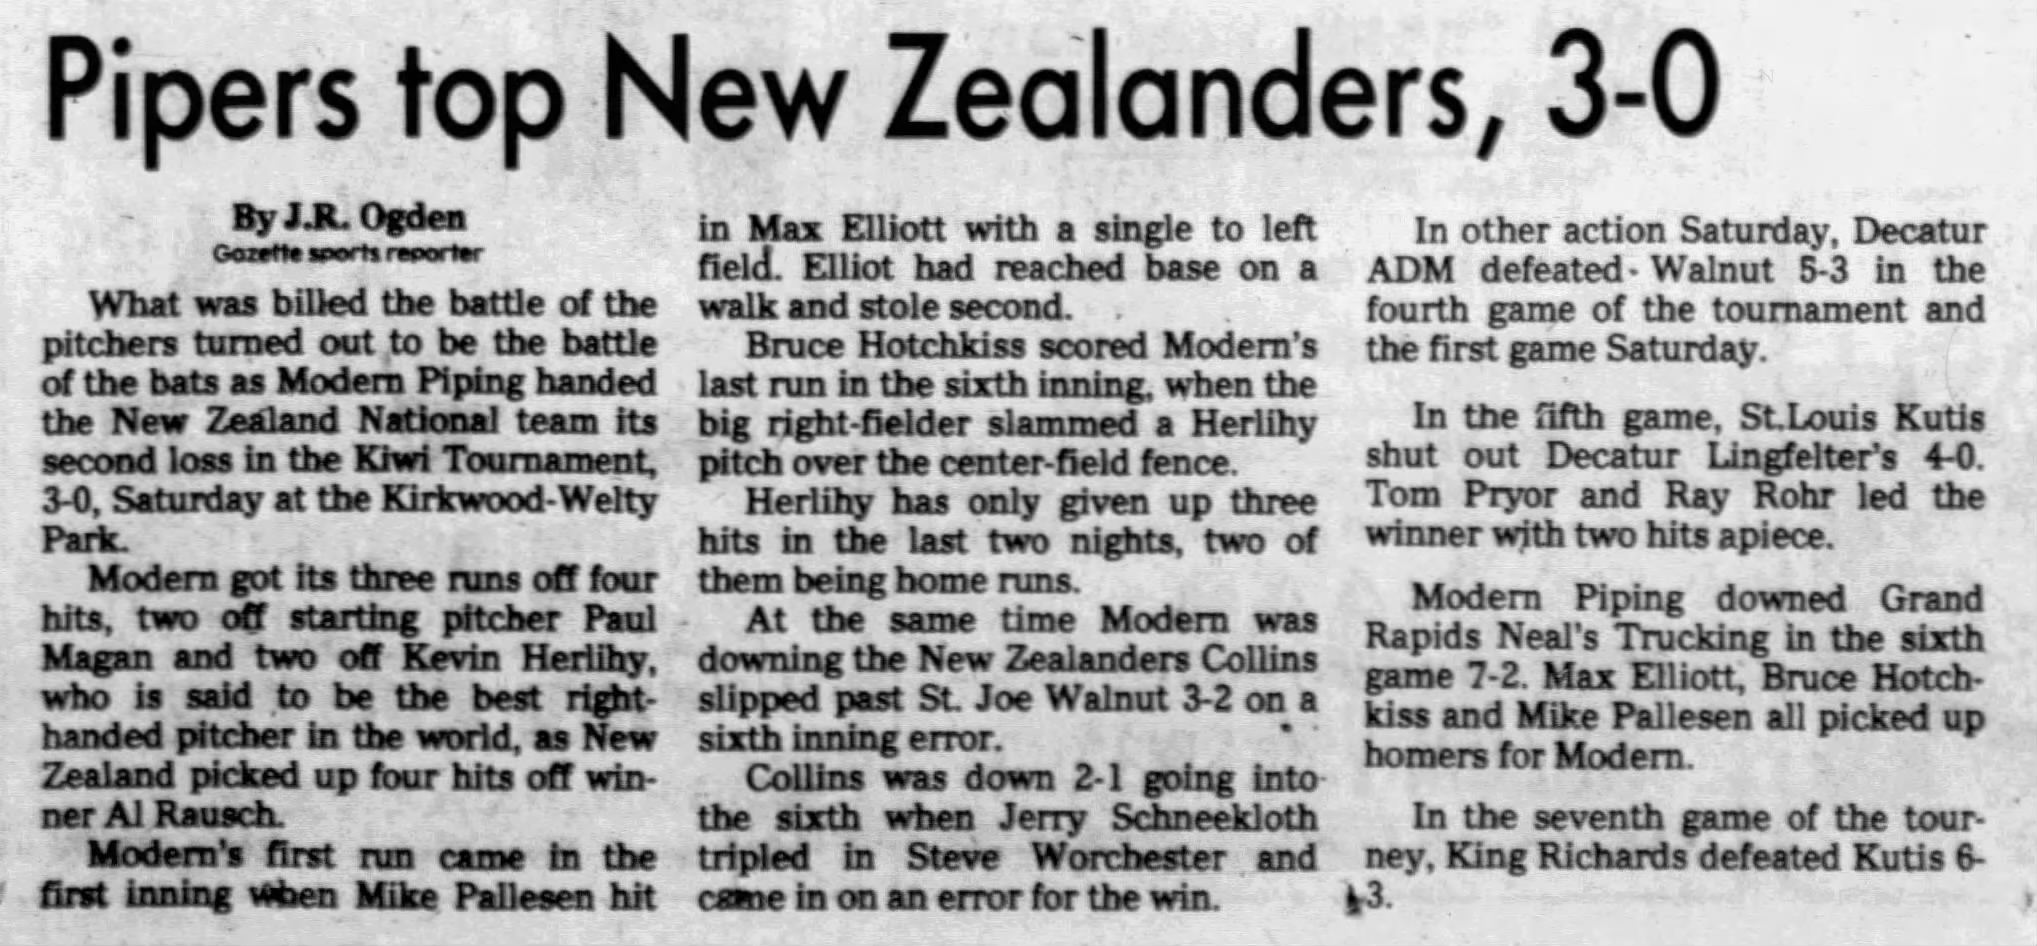 Pipers top New Zealanders, 3-0
By J.R. Ogden
Gazette sports reporter
What was billed the battle of the
pitchers turned out to be the battle
of the bats as Modern Piping handed
the New Zealand National team its
second loss in the Kiwi Tournament,
3-0, Saturday at the Kirkwood-Welty
Park.
Modern got its three runs off four
hits, two off starting pitcher Paul
Magan and two off Kevin Herlihy,
who is said to be the best right-
handed pitcher in the world, as New
Zealand picked up four hits off win-
ner Al Rausch.
Modern's first run came in the
first inning when Mike Pallesen hit
in Max Elliott with a single to left
field. Elliot had reached base on a
walk and stole second.
Bruce Hotchkiss scored Modern's
last run in the sixth inning, when the
big right-fielder slammed a Herlihy
pitch over the center-field fence.
Herlihy has only given up three
hits in the last two nights, two of
them being home runs.
At the same time Modern was
downing the New Zealanders Collins
slipped past St. Joe Walnut 3-2 on a
sixth inning error.
Collins was down 2-1 going into
the sixth when Jerry Schneekloth
tripled in Steve Worchester and
came in on an error for the win.
In other action Saturday, Decatur
ADM defeated Walnut 5-3 in the
fourth game of the tournament and
the first game Saturday.
In the fifth game, St.Louis Kutis
shut out Decatur Lingfelter's 4-0.
Tom Pryor and Ray Rohr led the
winner with two hits apiece.
Modern Piping downed Grand
Rapids Neal's Trucking in the sixth
game 7-2. Max Elliott, Bruce Hotch-
kiss and Mike Pallesen all picked up
homers for Modern.
In the seventh game of the tour-
ney, King Richards defeated Kutis 6-
3.